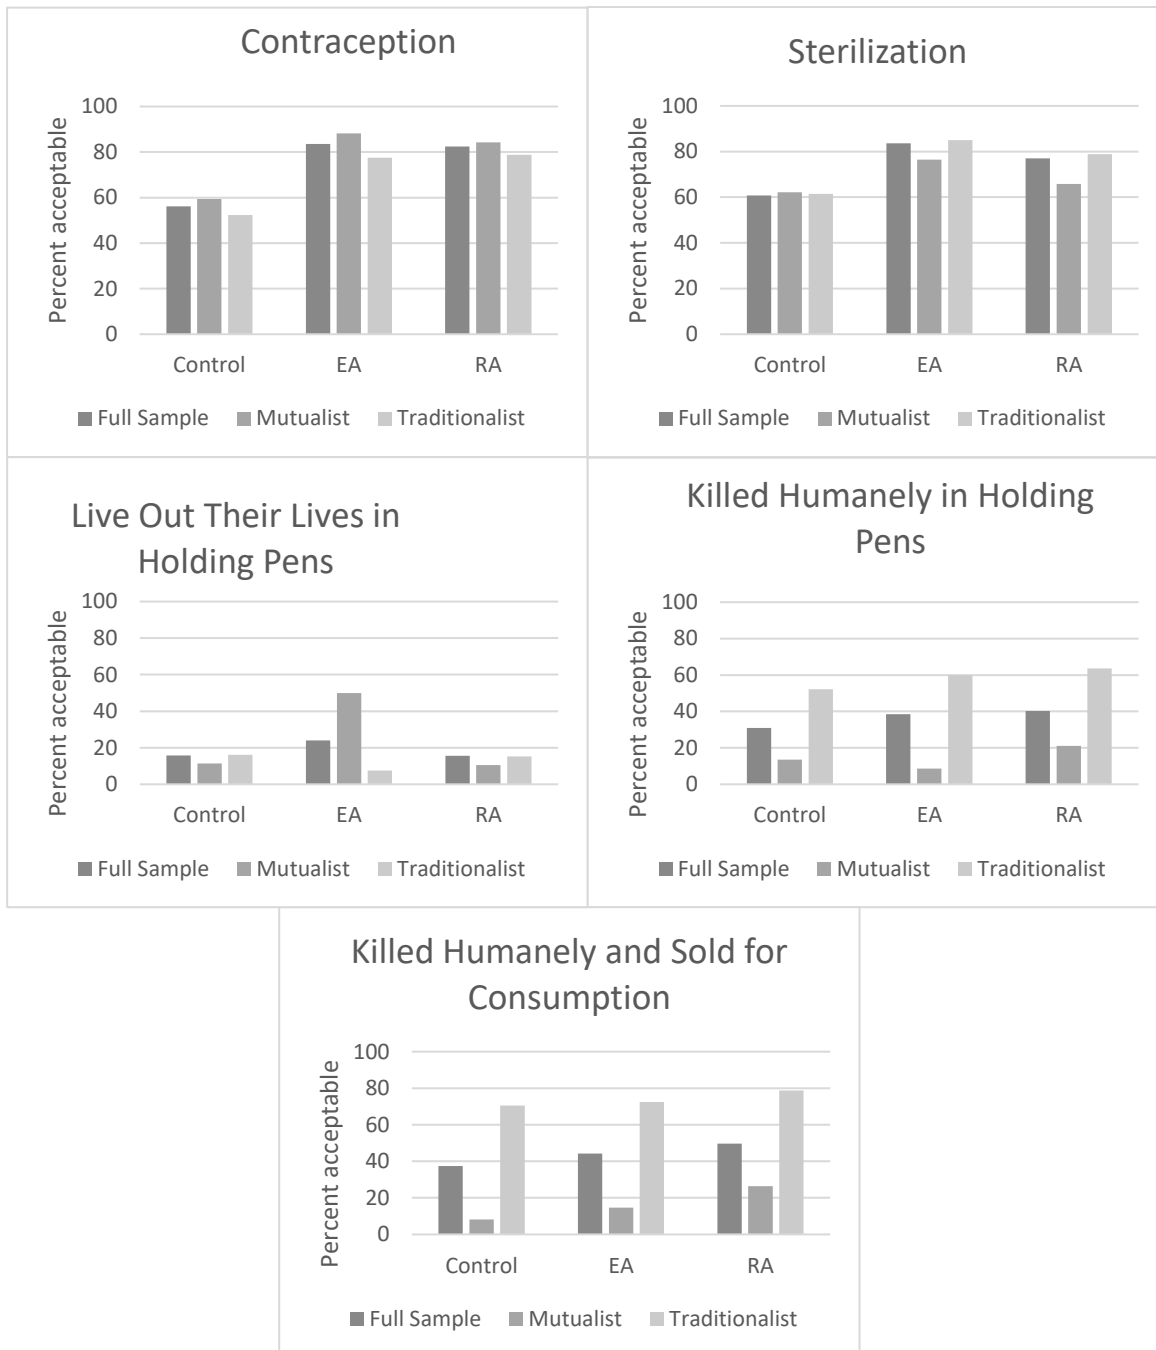 Contraception
Percent acceptable
100
80
60
40
20
0
Control EA RA
Full Sample Mutualist Traditionalist
Sterilization
Percent acceptable
100
80
60
40
20
0
Control EA RA
Full Sample Mutualist Traditionalist
Live Out Their Lives in
Holding Pens
Percent acceptable
100
80
60
40
20
0
Control EA RA
Full Sample Mutualist Traditionalist
Killed Humanely in Holding
Pens
Percent acceptable
100
80
60
40
20
0
Control EA RA
Full Sample Mutualist Traditionalist
Killed Humanely and Sold for
Consumption
Percent acceptable
100
80
60
40
20
0
Control EA RA
Full Sample Mutualist Traditionalist